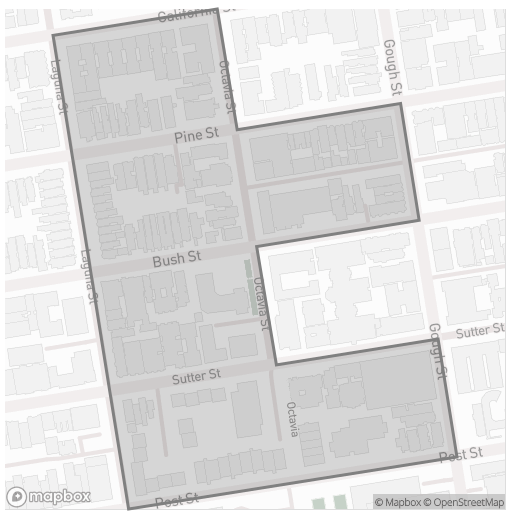 California St
Laguna St
Octavia St
Gough St
Pine St
Bush St
Laguna St
Octavia St
Gough St
Sutter St
Sutter St
Octavia
Post St
Post St
mapbox
© Mapbox © OpenStreetMap